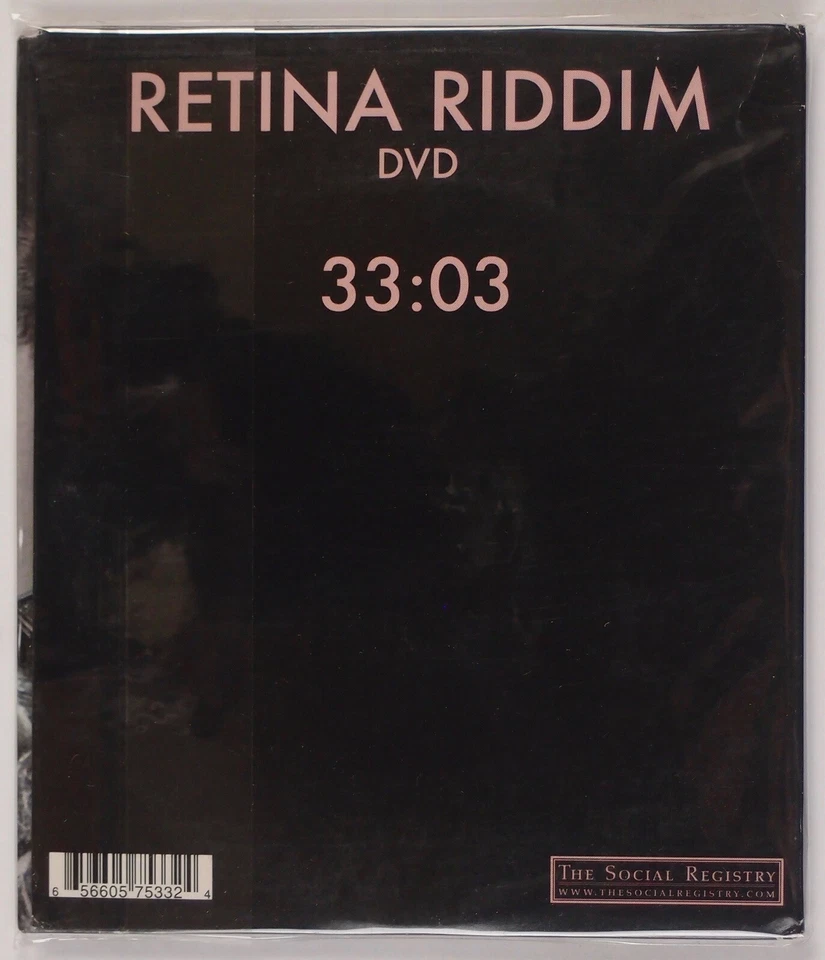 RETINA RIDDIM
DVD
33:03
6 56605 75332 4
THE SOCIAL REGISTRY
WWW.THESOCIALREGISTRY.COM